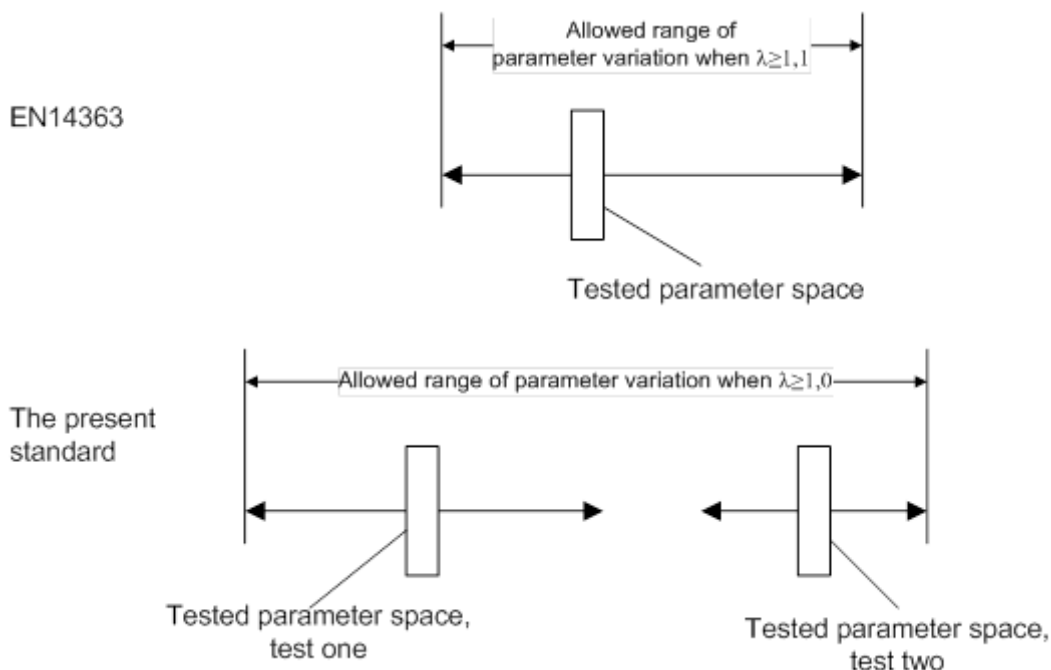 Allowed range of
parameter variation when λ≥1,1
EN14363
Tested parameter space
Allowed range of parameter variation when λ≥1,0
The present
standard
Tested parameter space,
test one
Tested parameter space,
test two